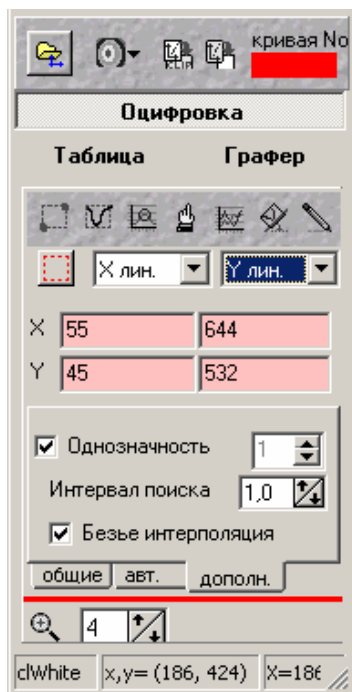 кривая No
Оцифровка
Таблица Графер
X лин. Y лин.
X 55 644
Y 45 532
Однозначность 1
Интервал поиска 1,0
Безье интерполяция
общие авт. дополн.
4
clWhite x,y= (186, 424) X=186